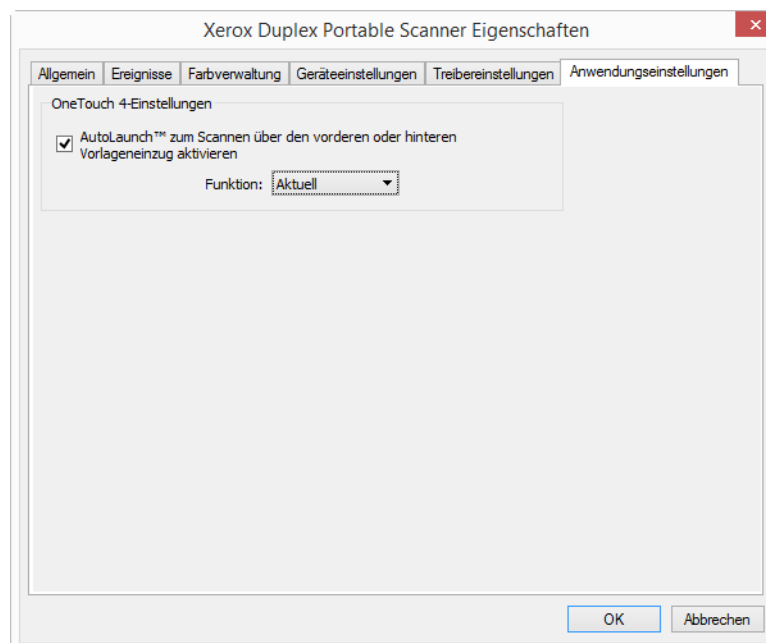 Xerox Duplex Portable Scanner Eigenschaften
Allgemein Ereignisse Farbverwaltung Geräteeinstellungen Treibereinstellungen Anwendungseinstellungen
OneTouch 4-Einstellungen
AutoLaunch™ zum Scannen über den vorderen oder hinteren
Vorlageneinzug aktivieren
Funktion: Aktuell
OK Abbrechen